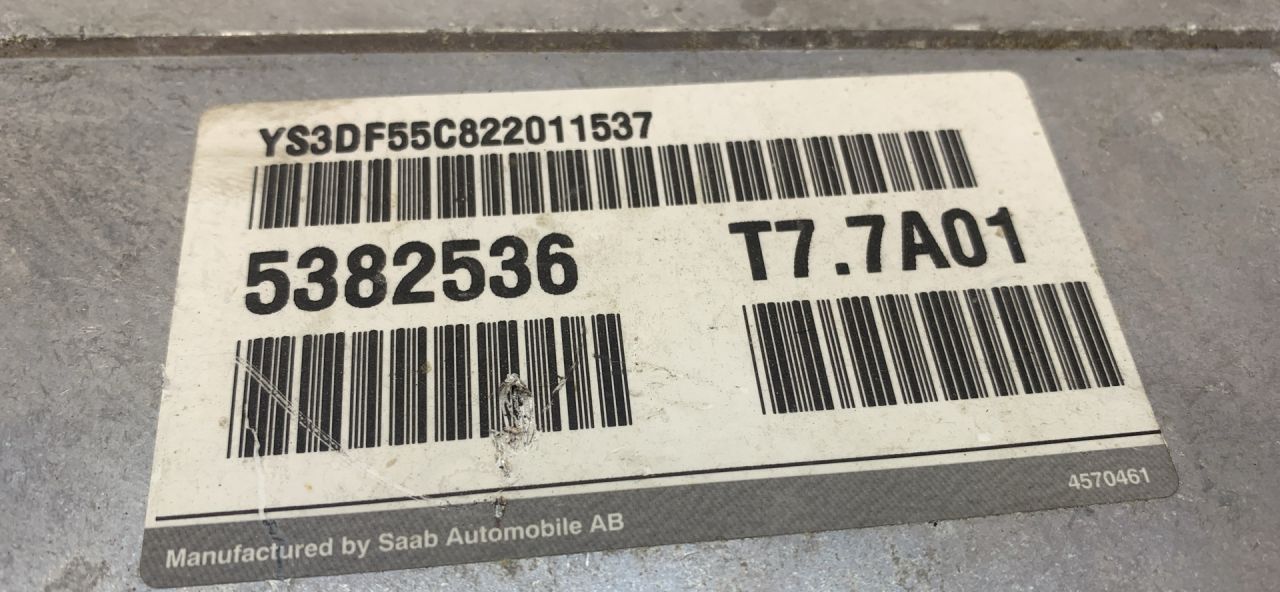 YS3DF55C822011537
5382536
T7.7A01
4570461
Manufactured by Saab Automobile AB